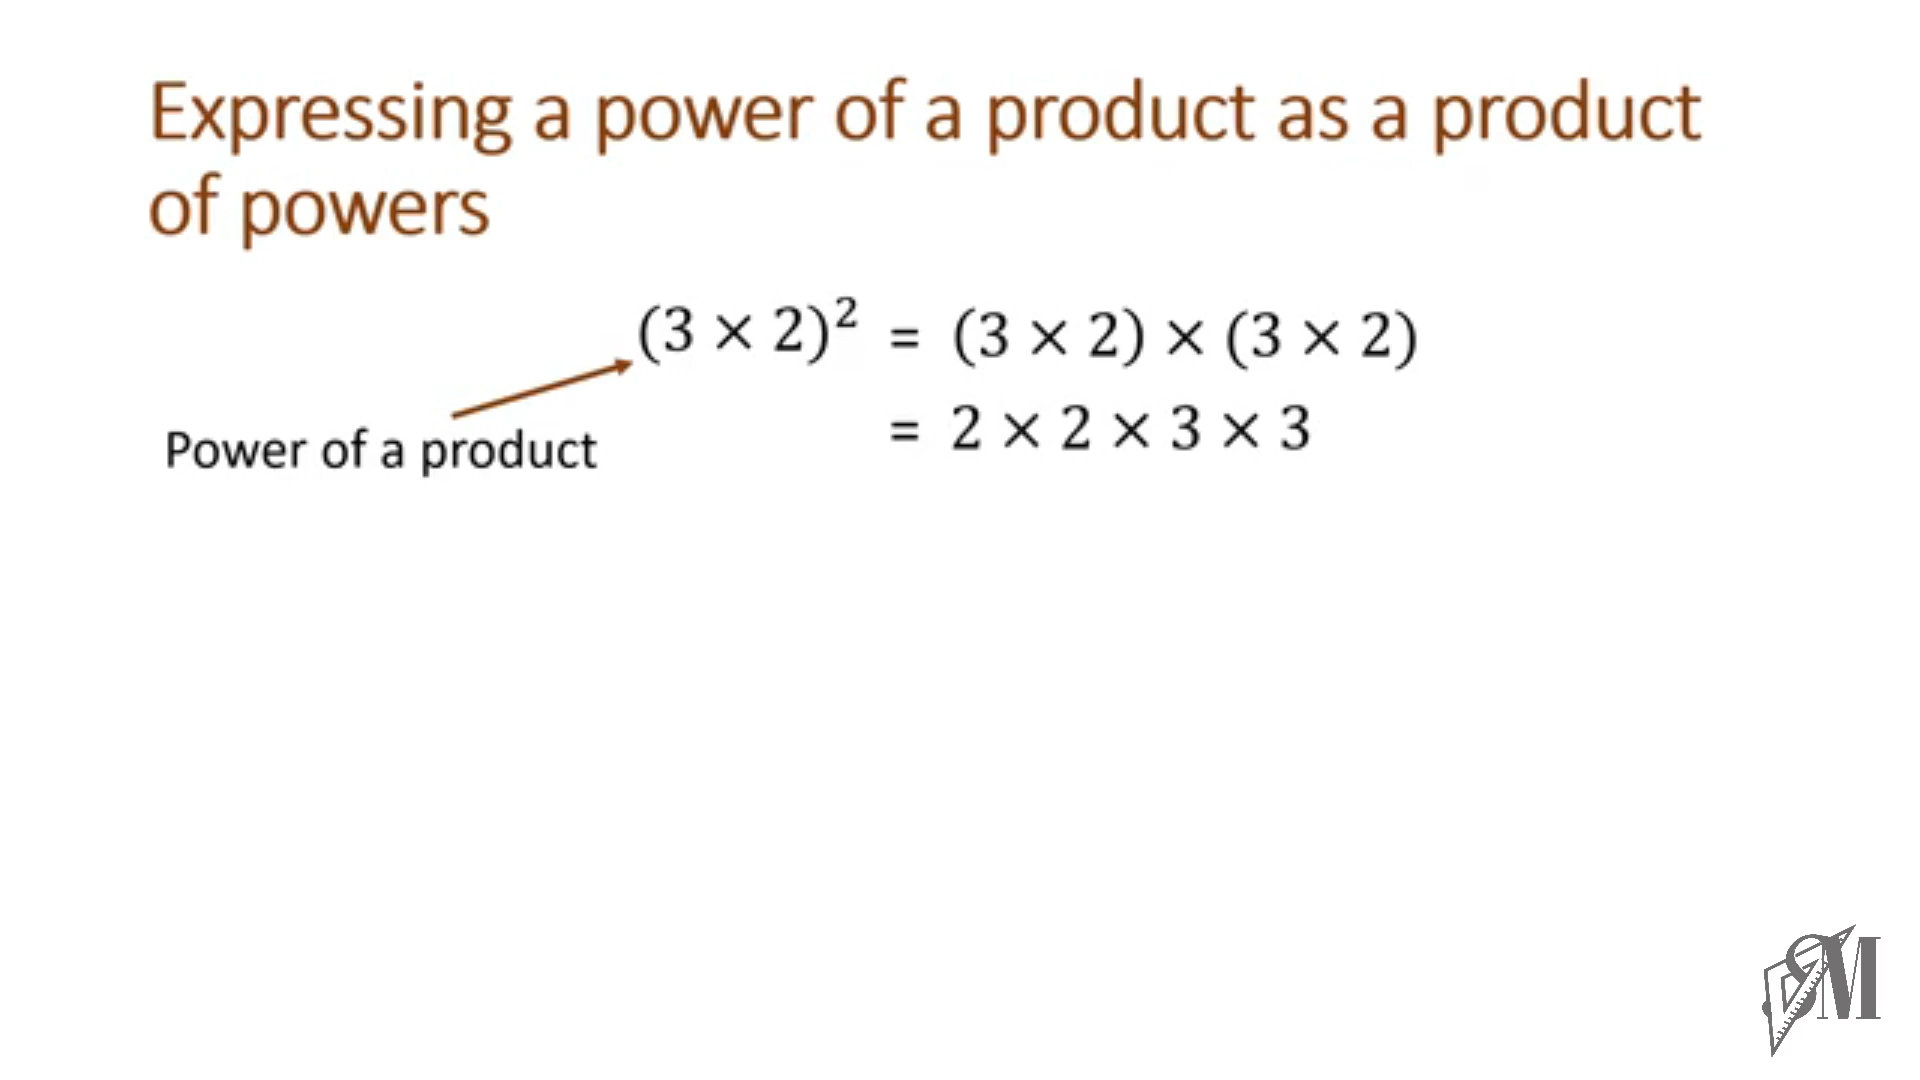 Expressing a power of a product as a product
of powers
(3 × 2)² = (3 × 2) × (3 × 2)
= 2 × 2 × 3 × 3
Power of a product
SM